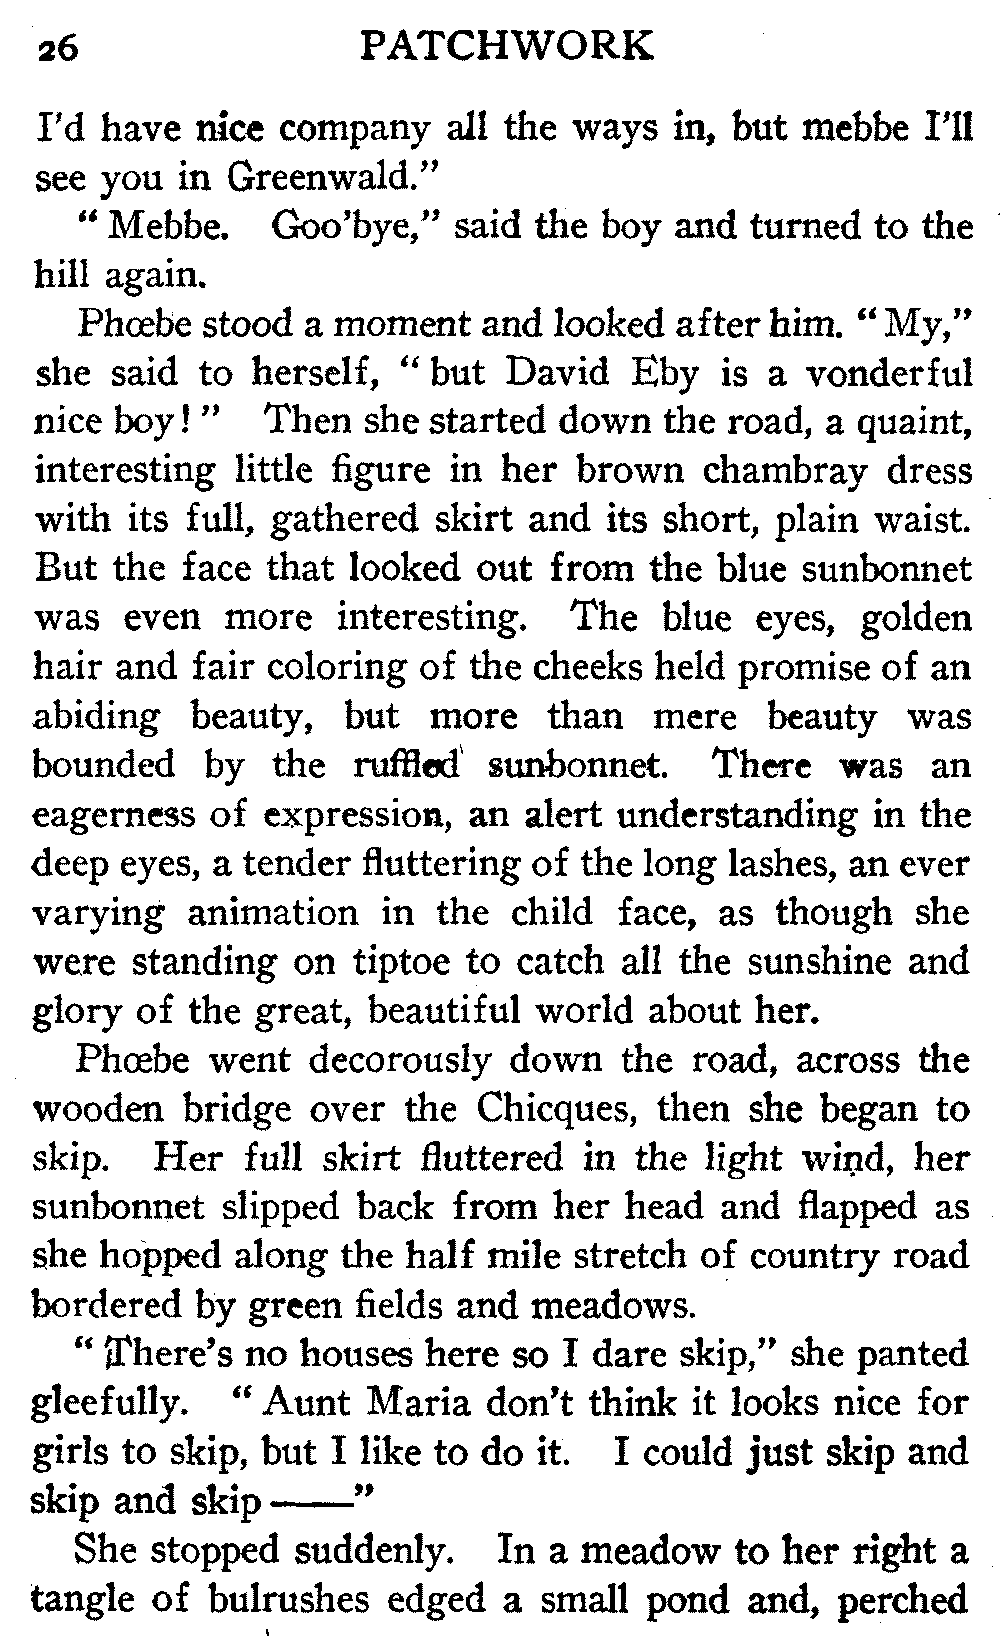 26 PATCHWORK
I'd have nice company all the ways in, but mebbe I'll
see you in Greenwald."
" Mebbe. Goo'bye," said the boy and turned to the
hill again.
Phœbe stood a moment and looked after him. " My,"
she said to herself, " but David Eby is a vonderful
nice boy! " Then she started down the road, a quaint,
interesting little figure in her brown chambray dress
with its full, gathered skirt and its short, plain waist.
But the face that looked out from the blue sunbonnet
was even more interesting. The blue eyes, golden
hair and fair coloring of the cheeks held promise of an
abiding beauty, but more than mere beauty was
bounded by the ruffled sunbonnet. There was an
eagerness of expression, an alert understanding in the
deep eyes, a tender fluttering of the long lashes, an ever
varying animation in the child face, as though she
were standing on tiptoe to catch all the sunshine and
glory of the great, beautiful world about her.
Phœbe went decorously down the road, across the
wooden bridge over the Chicques, then she began to
skip. Her full skirt fluttered in the light wind, her
sunbonnet slipped back from her head and flapped as
she hopped along the half mile stretch of country road
bordered by green fields and meadows.
" There's no houses here so I dare skip," she panted
gleefully. " Aunt Maria don't think it looks nice for
girls to skip, but I like to do it. I could just skip and
skip and skip ——"
She stopped suddenly. In a meadow to her right a
tangle of bulrushes edged a small pond and, perched